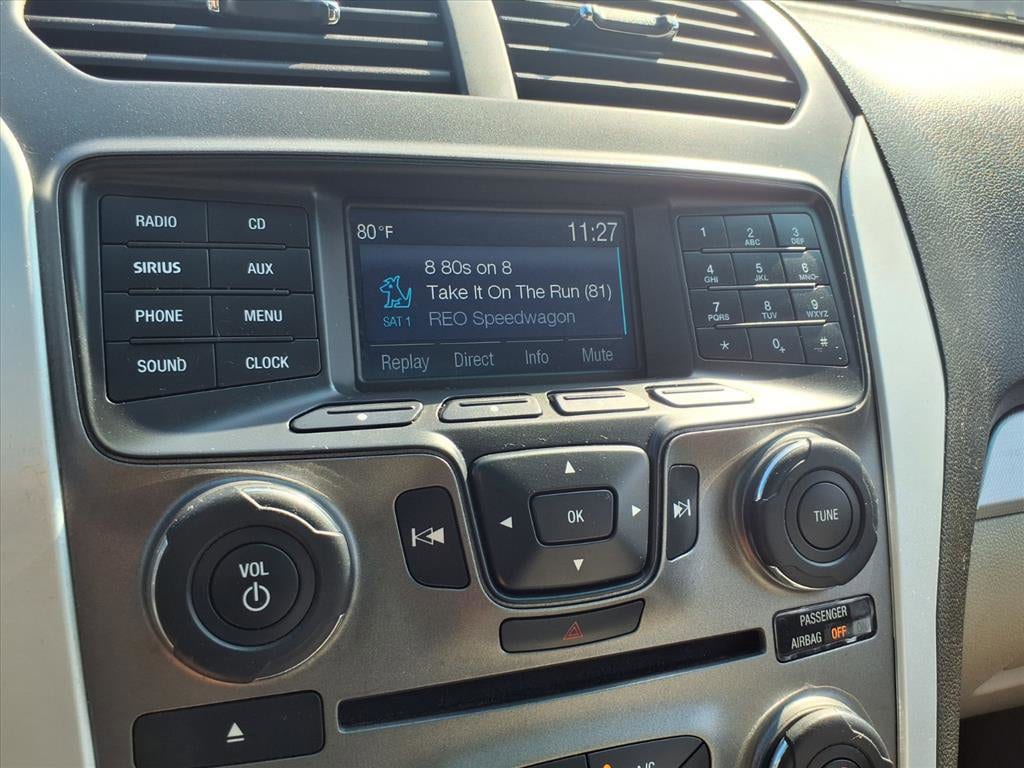 RADIO CD
SIRIUS AUX
PHONE MENU
SOUND CLOCK
80°F 11:27
8 80s on 8
Take It On The Run (81)
SAT 1 REO Speedwagon
Replay Direct Info Mute
1 2 ABC 3 DEF
4 GHI 5 JKL 6 MNO
7 PQRS 8 TUV 9 WXYZ
* 0+ #
VOL
OK
TUNE
PASSENGER
AIRBAG OFF
A/C